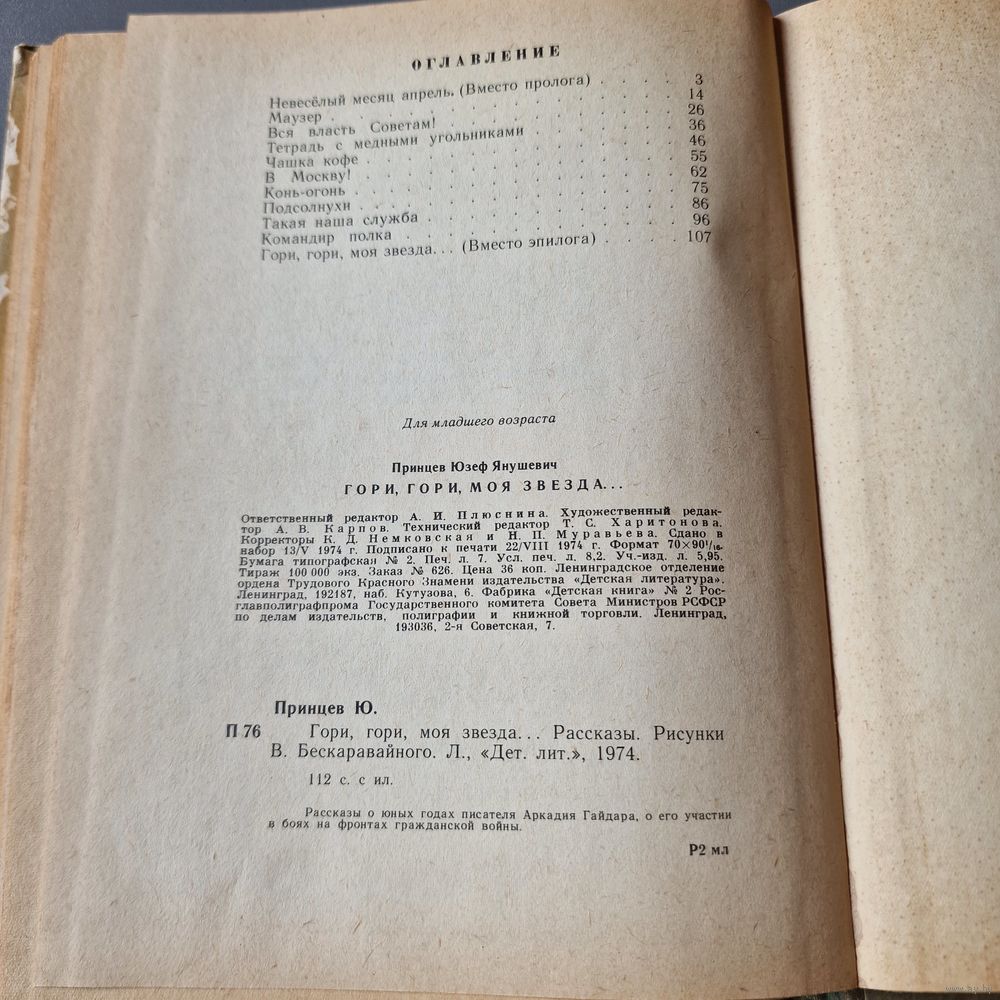 ОГЛАВЛЕНИЕ
Невесёлый месяц апрель. (Вместо пролога) . . . . 3
Маузер . . . . . . . . . . . . . . . . 14
Вся власть Советам! . . . . . . . . . . . 26
Тетрадь с медными угольниками . . . . . . . 36
Чашка кофе . . . . . . . . . . . . . . 46
В Москву! . . . . . . . . . . . . . . . 55
Конь-огонь . . . . . . . . . . . . . . 62
Подсолнухи . . . . . . . . . . . . . . 75
Такая наша служба . . . . . . . . . . . . 86
Командир полка . . . . . . . . . . . . . 96
Гори, гори, моя звезда... (Вместо эпилога) . . . . 107
Для младшего возраста
Принцев Юзеф Янушевич
ГОРИ, ГОРИ, МОЯ ЗВЕЗДА...
Ответственный редактор А. И. Плюснина. Художественный редак-
тор А. В. Карпов. Технический редактор Т. С. Харитонова.
Корректоры К. Д. Немковская и Н. П. Муравьева. Сдано в
набор 13/V 1974 г. Подписано к печати 22/VIII 1974 г. Формат 70×90¹/₁₆.
Бумага типографская № 2. Печ. л. 7. Усл. печ. л. 8,2. Уч.-изд. л. 5,95.
Тираж 100 000 экз. Заказ № 626. Цена 36 коп. Ленинградское отделение
ордена Трудового Красного Знамени издательства «Детская литература».
Ленинград, 192187, наб. Кутузова, 6. Фабрика «Детская книга» № 2 Рос-
главполиграфпрома Государственного комитета Совета Министров РСФСР
по делам издательств, полиграфии и книжной торговли. Ленинград,
193036, 2-я Советская, 7.
Принцев Ю.
П 76 Гори, гори, моя звезда... Рассказы. Рисунки
В. Бескаравайного. Л., «Дет. лит.», 1974.
112 с. с ил.
Рассказы о юных годах писателя Аркадия Гайдара, о его участии
в боях на фронтах гражданской войны.
Р2 мл
www.ay.by